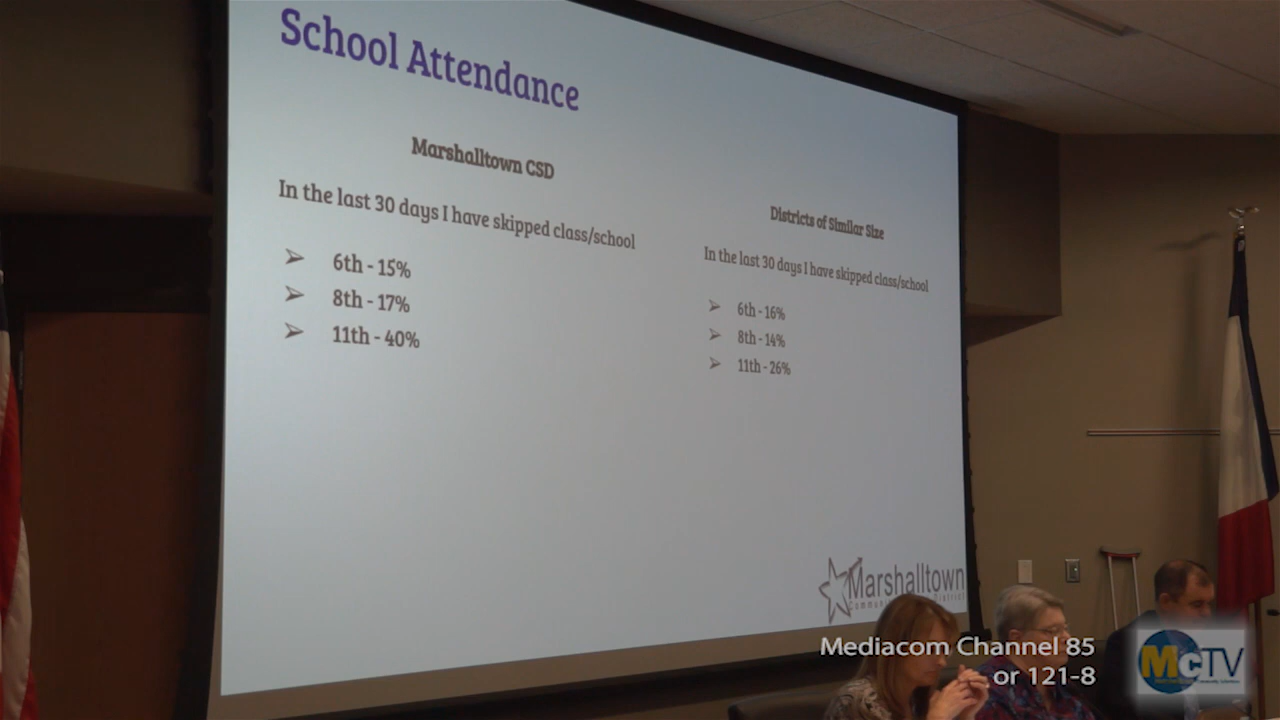 School Attendance
Marshalltown CSD
In the last 30 days I have skipped class/school
➢ 6th - 15%
➢ 8th - 17%
➢ 11th - 40%
Districts of Similar Size
In the last 30 days I have skipped class/school
➢ 6th - 16%
➢ 8th - 14%
➢ 11th - 26%
Marshalltown
Mediacom Channel 85
or 121-8
McTV